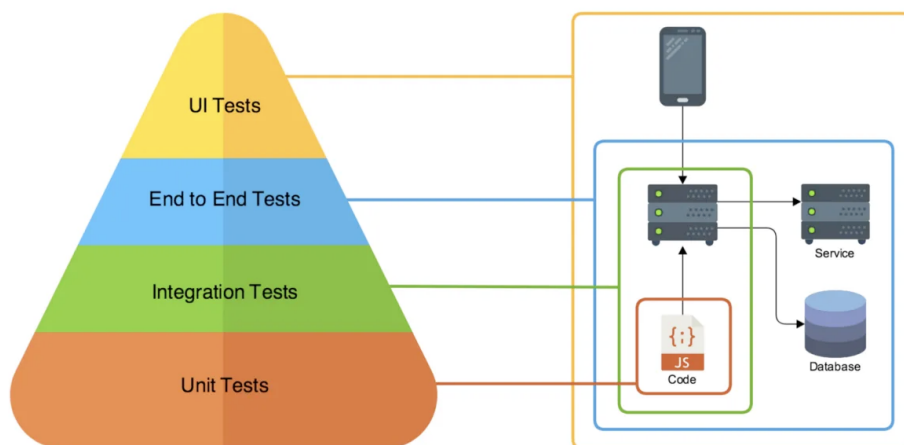 UI Tests
End to End Tests
Integration Tests
Unit Tests
Service
{;}
JS
Code
Database